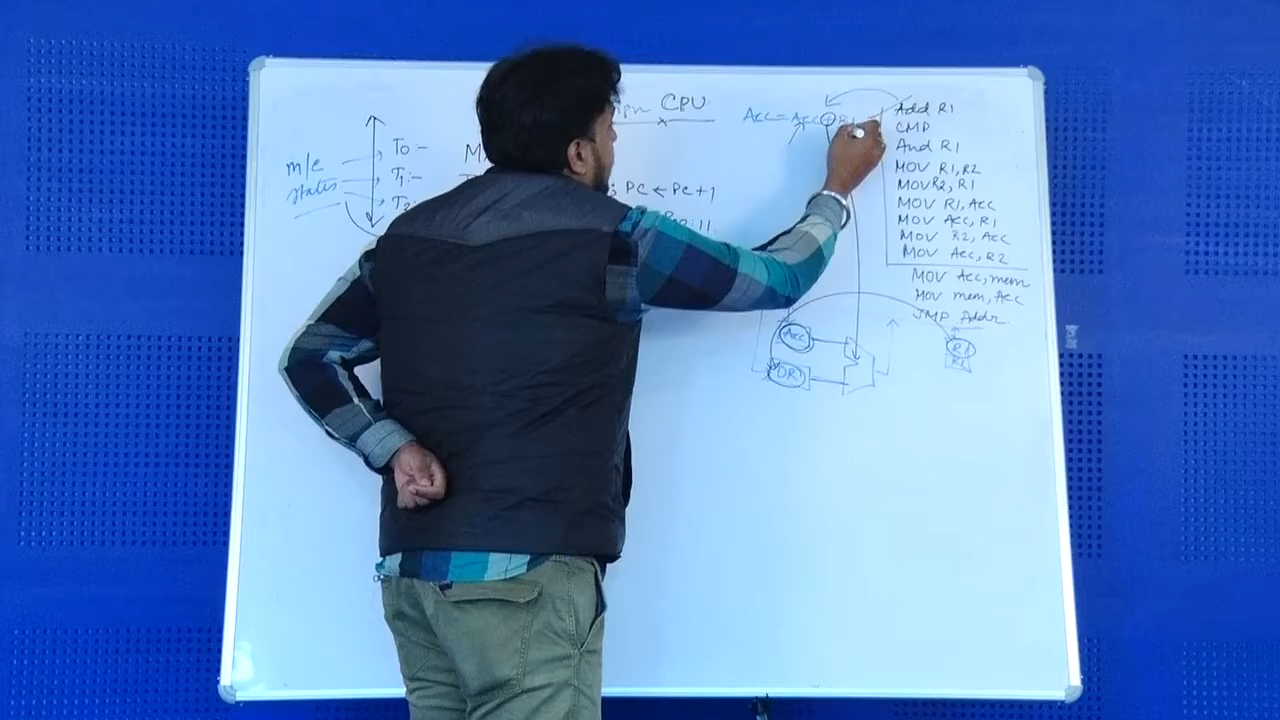 CPU
m/c
states
T0:-
T1:-
T2:
; PC ← PC+1
Acc = Acc + R1
Add R1
CMP
And R1
MOV R1,R2
MOV R2, R1
MOV R1, Acc
MOV Acc, R1
MOV R2, Acc
MOV Acc, R2
MOV Acc, mem
MOV mem, Acc
JMP Addr.
Acc
DR
R1
R2